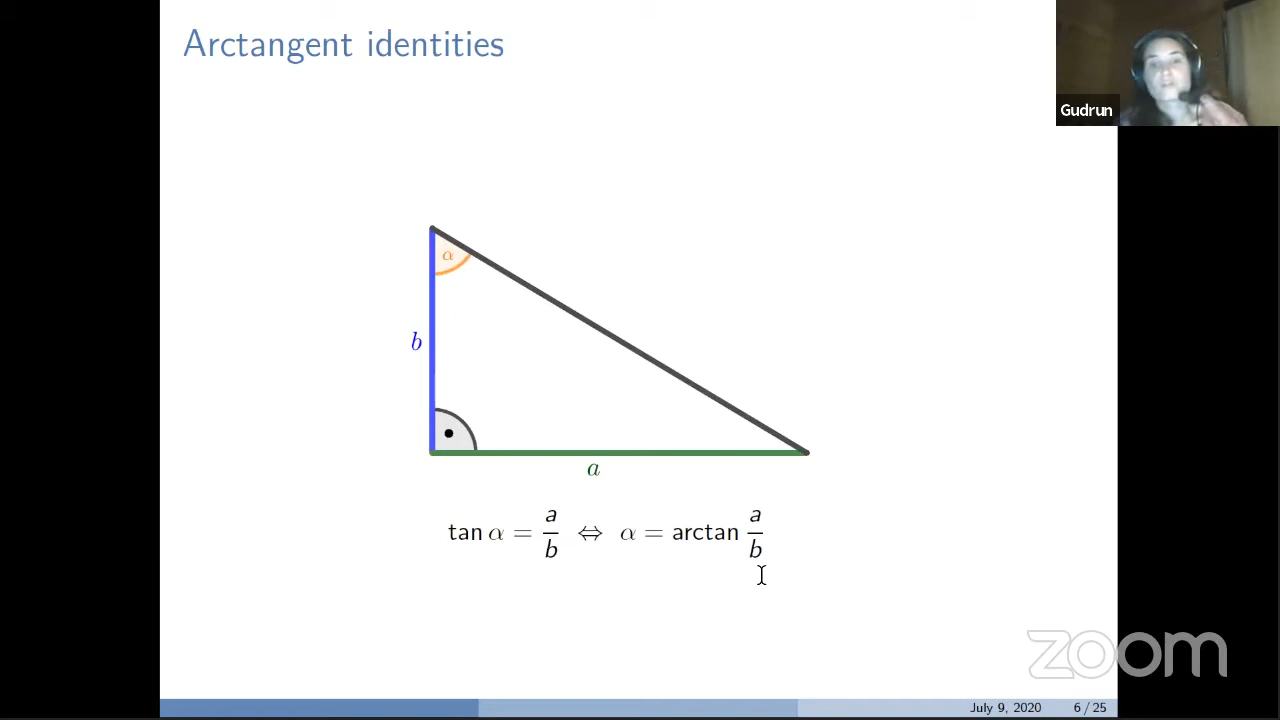 Arctangent identities
Gudrun
α
b
a
tan α = a/b ⇔ α = arctan a/b
zoom
July 9, 2020 6 / 25